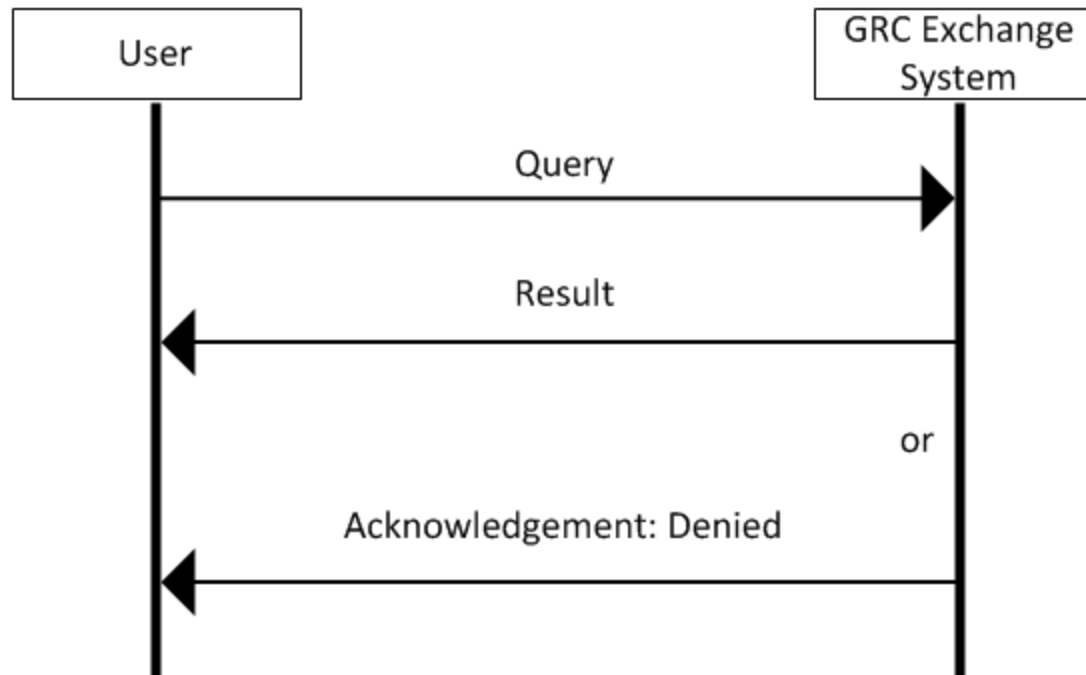 User
GRC Exchange
System
Query
Result
or
Acknowledgement: Denied